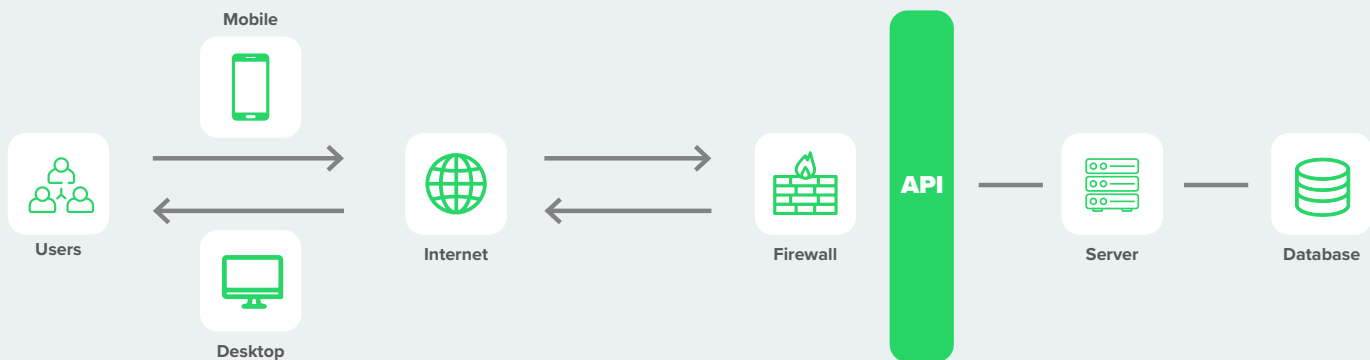 Mobile
Users
Desktop
Internet
Firewall
API
Server
Database